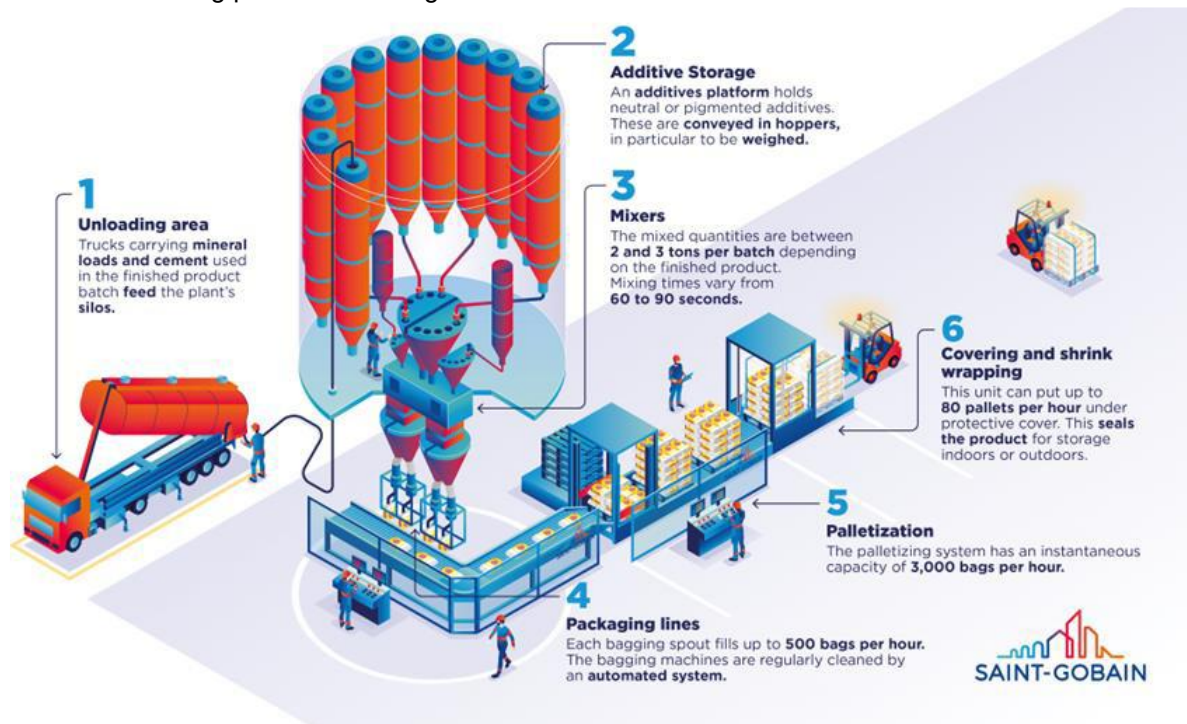 1
Unloading area
Trucks carrying mineral
loads and cement used
in the finished product
batch feed the plant's
silos.
2
Additive Storage
An additives platform holds
neutral or pigmented additives.
These are conveyed in hoppers,
in particular to be weighed.
3
Mixers
The mixed quantities are between
2 and 3 tons per batch depending
on the finished product.
Mixing times vary from
60 to 90 seconds.
4
Packaging lines
Each bagging spout fills up to 500 bags per hour.
The bagging machines are regularly cleaned by
an automated system.
5
Palletization
The palletizing system has an instantaneous
capacity of 3,000 bags per hour.
6
Covering and shrink
wrapping
This unit can put up to
80 pallets per hour under
protective cover. This seals
the product for storage
indoors or outdoors.
SAINT-GOBAIN